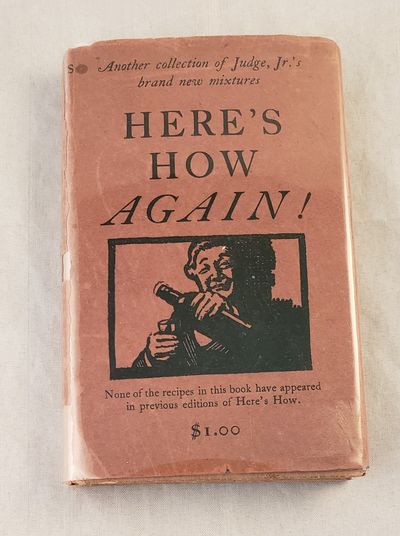 Another collection of Judge, Jr.'s
brand new mixtures
HERE'S
HOW
AGAIN!
None of the recipes in this book have appeared
in previous editions of Here's How.
$1.00